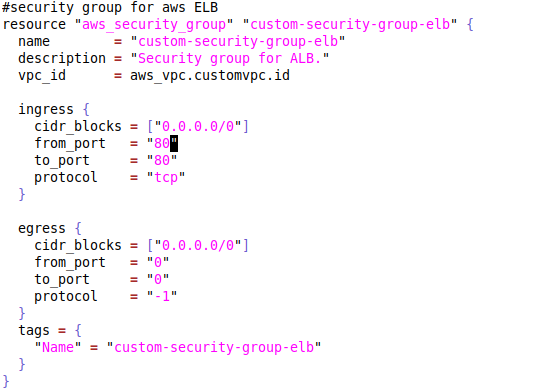 #security group for aws ELB
resource "aws_security_group" "custom-security-group-elb" {
  name        = "custom-security-group-elb"
  description = "Security group for ALB."
  vpc_id      = aws_vpc.customvpc.id

  ingress {
    cidr_blocks = ["0.0.0.0/0"]
    from_port   = "80"
    to_port     = "80"
    protocol    = "tcp"
  }

  egress {
    cidr_blocks = ["0.0.0.0/0"]
    from_port   = "0"
    to_port     = "0"
    protocol    = "-1"
  }
  tags = {
    "Name" = "custom-security-group-elb"
  }
}